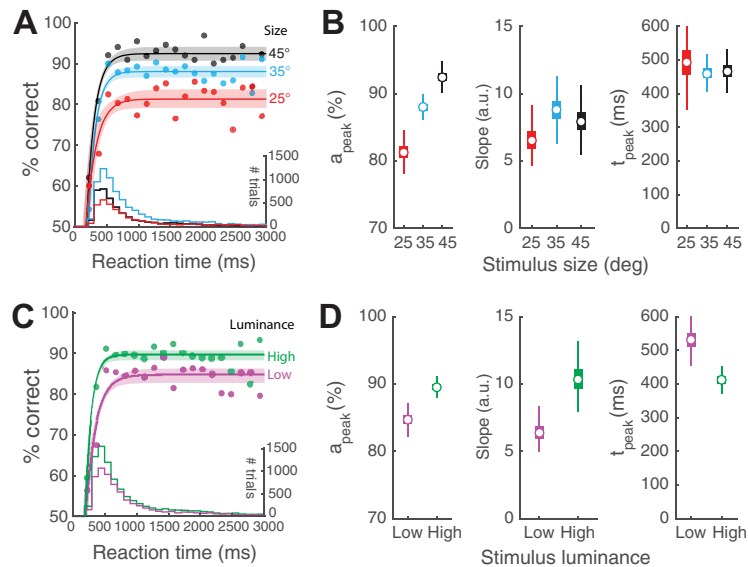 A
Size
100
90
80
70
60
50
% correct
45°
35°
25°
1500
1000
500
0
# trials
0 500 1000 1500 2000 2500 3000
Reaction time (ms)
B
100
90
80
70
a_peak (%)
15
10
5
0
Slope (a.u.)
600
500
400
300
200
100
0
t_peak (ms)
25 35 45
25 35 45
25 35 45
Stimulus size (deg)
C
Luminance
100
90
80
70
60
50
% correct
High
Low
1500
1000
500
0
# trials
0 500 1000 1500 2000 2500 3000
Reaction time (ms)
D
100
90
80
70
a_peak (%)
15
10
5
0
Slope (a.u.)
600
500
400
300
200
100
0
t_peak (ms)
Low High
Low High
Low High
Stimulus luminance